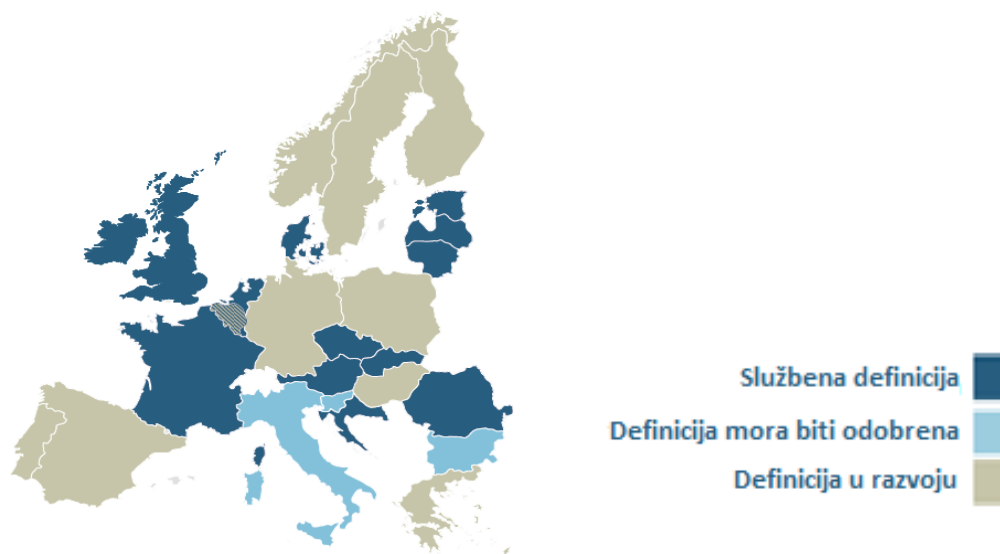 Službena definicija
Definicija mora biti odobrena
Definicija u razvoju